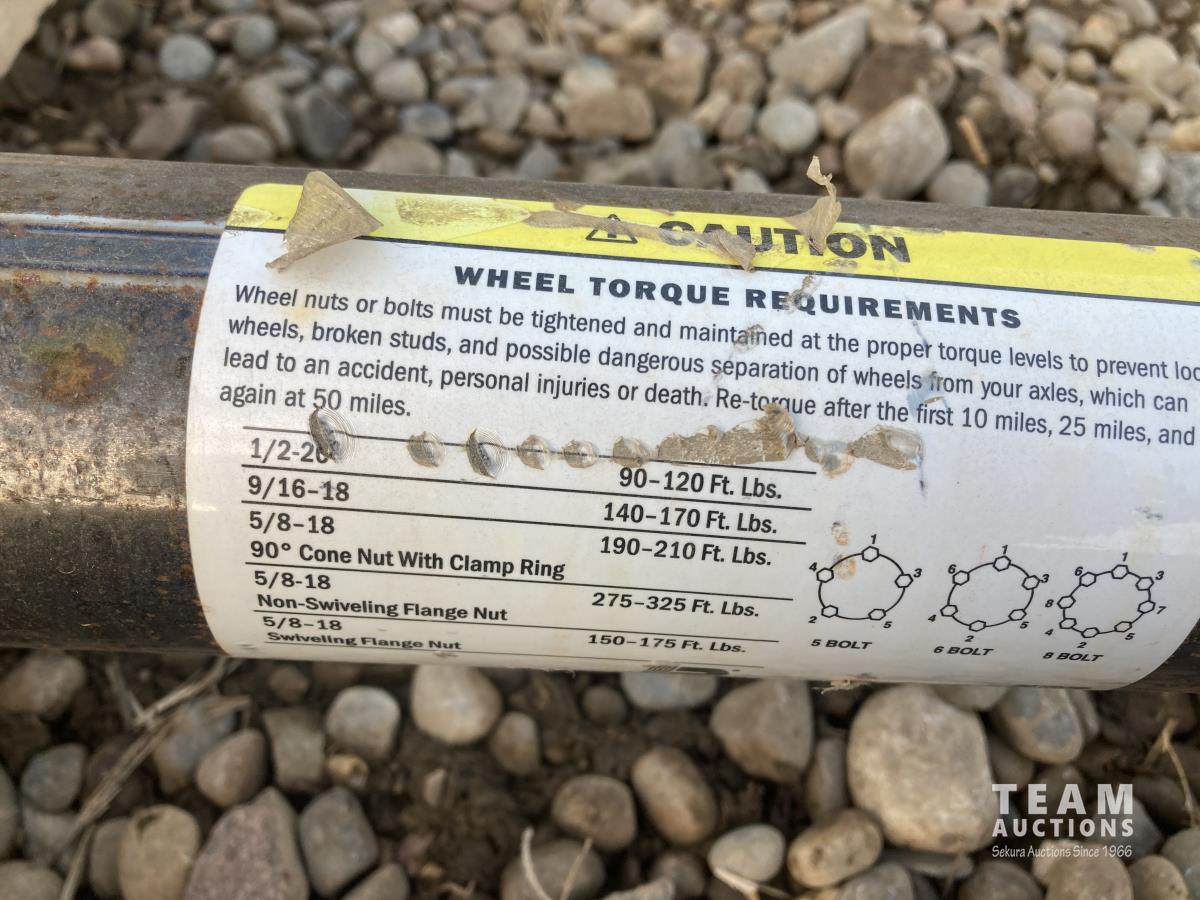 CAUTION
WHEEL TORQUE REQUIREMENTS
Wheel nuts or bolts must be tightened and maintained at the proper torque levels to prevent loo
wheels, broken studs, and possible dangerous separation of wheels from your axles, which can
lead to an accident, personal injuries or death. Re-torque after the first 10 miles, 25 miles, and
again at 50 miles.
1/2-20 90-120 Ft. Lbs.
9/16-18 140-170 Ft. Lbs.
5/8-18 190-210 Ft. Lbs.
90° Cone Nut With Clamp Ring
5/8-18 275-325 Ft. Lbs.
Non-Swiveling Flange Nut
5/8-18 150-175 Ft. Lbs.
Swiveling Flange Nut
1 3 5 2 4
5 BOLT
1 3 5 2 4 6
6 BOLT
1 3 7 5 2 4 8 6
8 BOLT
TEAM
AUCTIONS
Sekura Auctions Since 1966